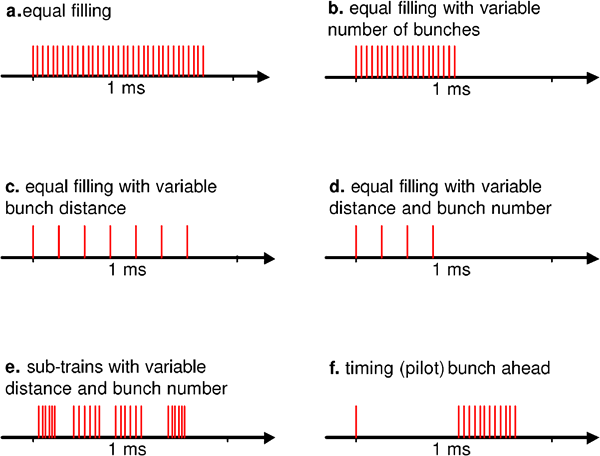 a.equal filling
1 ms
b. equal filling with variable
number of bunches
1 ms
c. equal filling with variable
bunch distance
1 ms
d. equal filling with variable
distance and bunch number
1 ms
e. sub-trains with variable
distance and bunch number
1 ms
f. timing (pilot) bunch ahead
1 ms